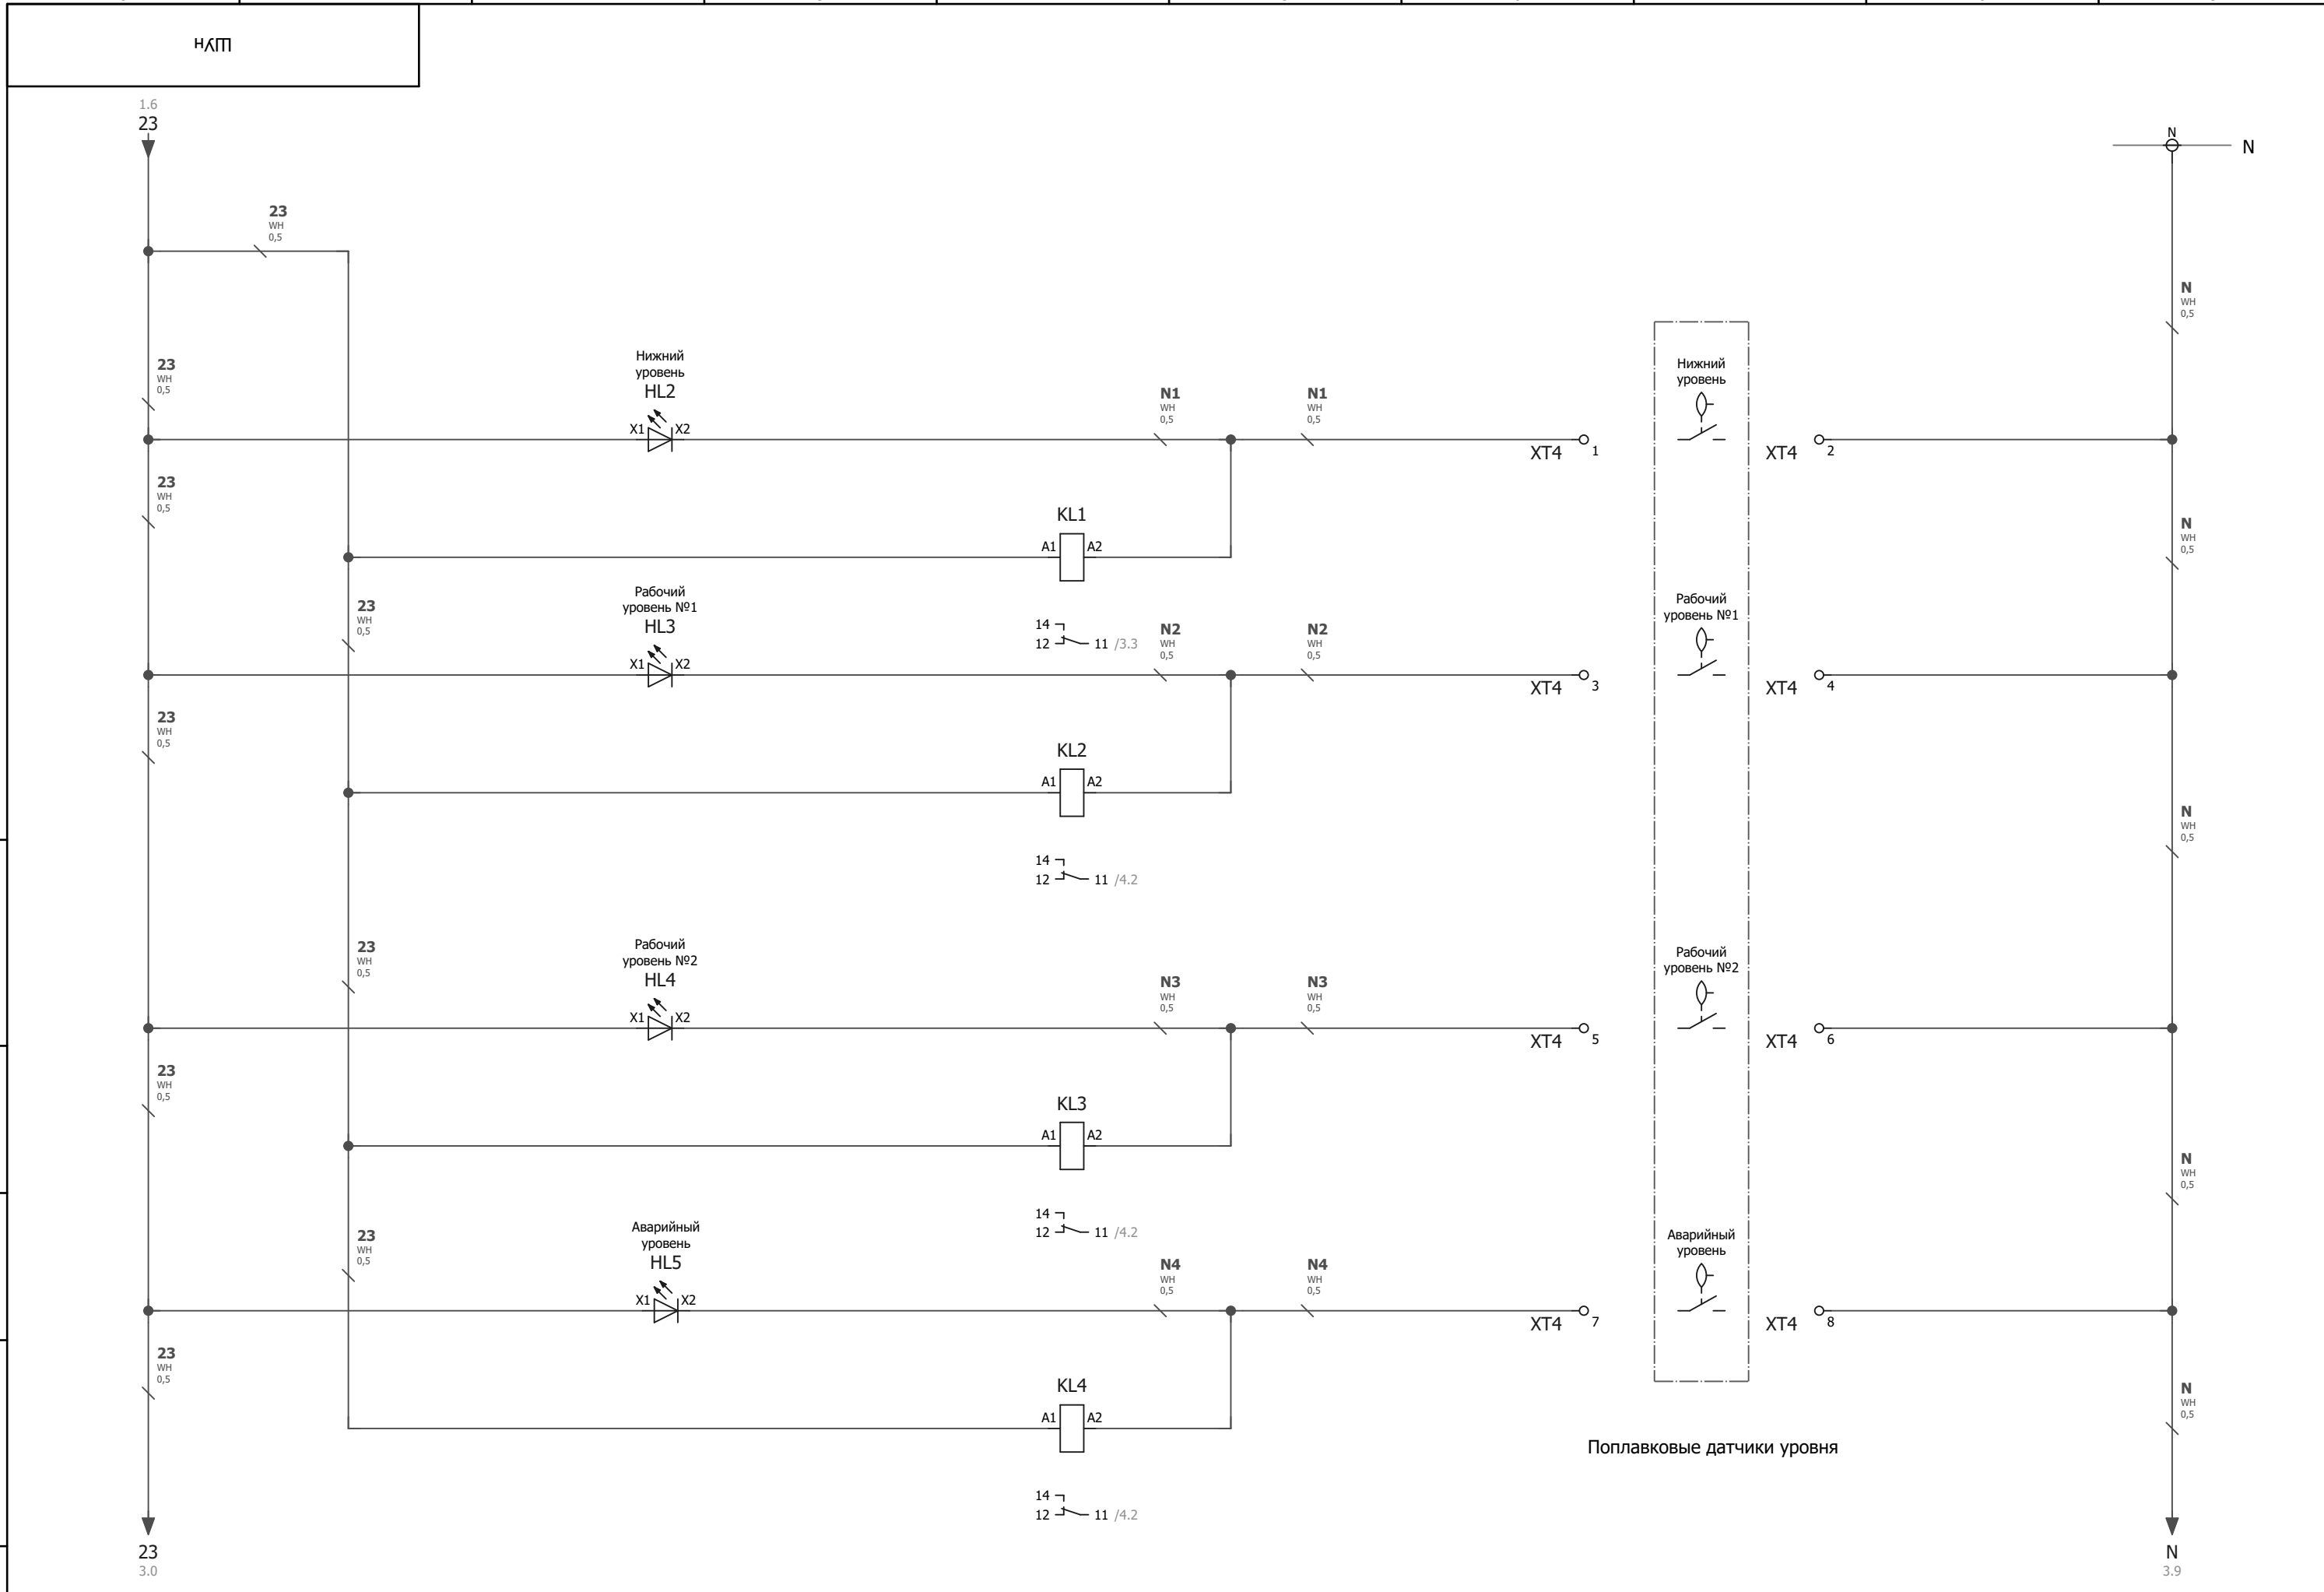 ШУН
1.6
23
N
N
23
WH
0,5
N
WH
0,5
23
WH
0,5
Нижний
уровень
HL2
X1 X2
N1
WH
0,5
N1
WH
0,5
XT4 1
Нижний
уровень
XT4 2
23
WH
0,5
KL1
A1 A2
N
WH
0,5
23
WH
0,5
Рабочий
уровень №1
HL3
X1 X2
14
12 11 /3.3
N2
WH
0,5
N2
WH
0,5
XT4 3
Рабочий
уровень №1
XT4 4
23
WH
0,5
KL2
A1 A2
N
WH
0,5
14
12 11 /4.2
23
WH
0,5
Рабочий
уровень №2
HL4
X1 X2
N3
WH
0,5
N3
WH
0,5
XT4 5
Рабочий
уровень №2
XT4 6
23
WH
0,5
KL3
A1 A2
N
WH
0,5
14
12 11 /4.2
23
WH
0,5
Аварийный
уровень
HL5
X1 X2
N4
WH
0,5
N4
WH
0,5
XT4 7
Аварийный
уровень
XT4 8
23
WH
0,5
KL4
A1 A2
N
WH
0,5
Поплавковые датчики уровня
14
12 11 /4.2
23
3.0
N
3.9